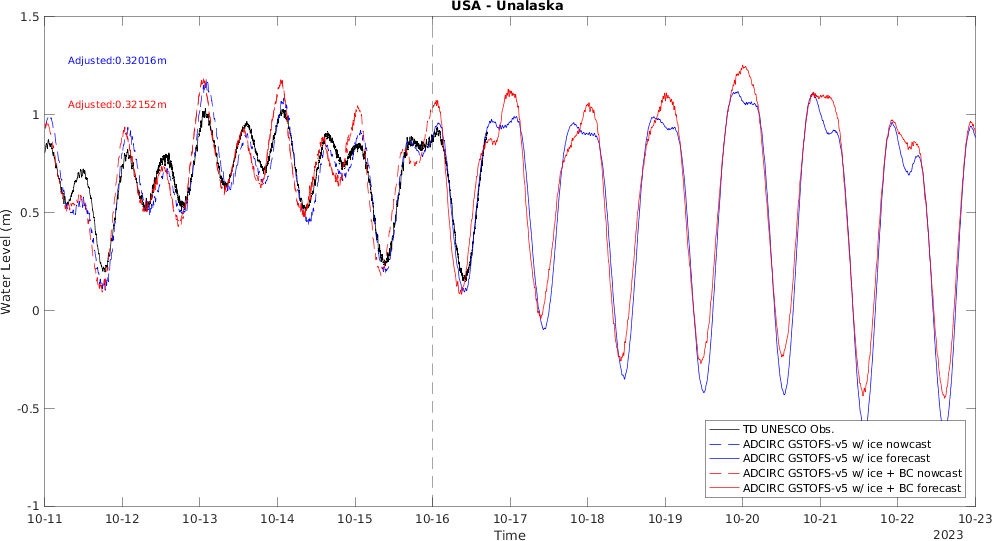 USA - Unalaska
1.5
1
0.5
0
-0.5
-1
Water Level (m)
Adjusted:0.32016m
Adjusted:0.32152m
TD UNESCO Obs.
ADCIRC GSTOFS-v5 w/ ice nowcast
ADCIRC GSTOFS-v5 w/ ice forecast
ADCIRC GSTOFS-v5 w/ ice + BC nowcast
ADCIRC GSTOFS-v5 w/ ice + BC forecast
10-11 10-12 10-13 10-14 10-15 10-16 10-17 10-18 10-19 10-20 10-21 10-22 10-23
Time
2023